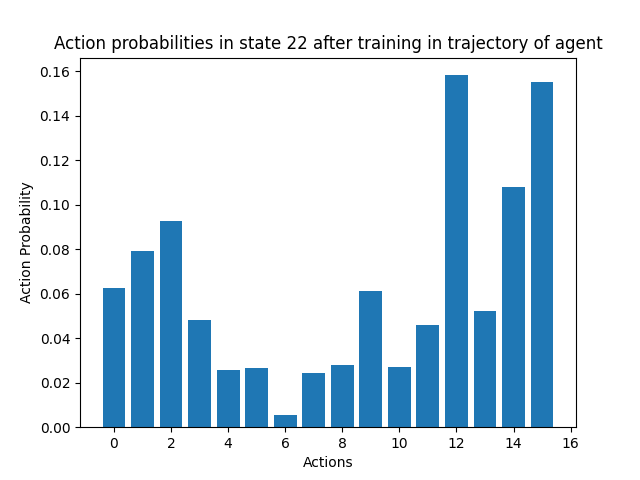 Action probabilities in state 22 after training in trajectory of agent
0.16
0.14
0.12
0.10
0.08
0.06
0.04
0.02
0.00
Action Probability
0 2 4 6 8 10 12 14 16
Actions